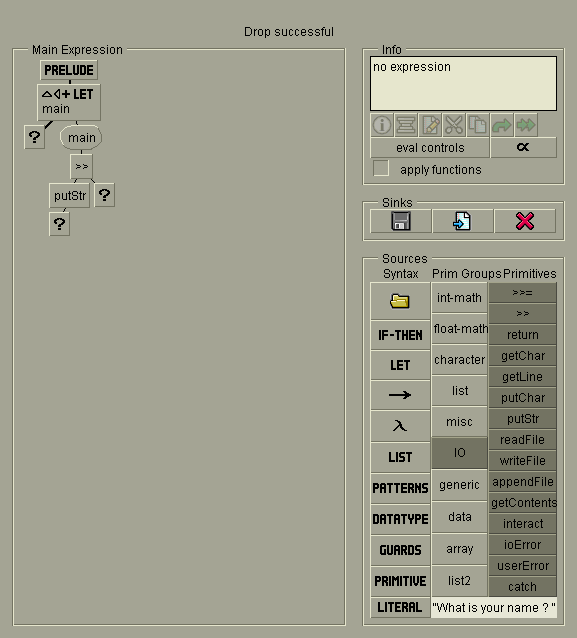 Drop successful
Main Expression
PRELUDE
LET
main
?
main
>>
putStr
?
?
Info
no expression
eval controls
∝
apply functions
Sinks
Sources
Syntax
Prim Groups
Primitives
IF-THEN
LET
→
λ
LIST
PATTERNS
DATATYPE
GUARDS
PRIMITIVE
LITERAL
int-math
float-math
character
list
misc
IO
generic
data
array
list2
"What is your name ? "
>>=
>>
return
getChar
getLine
putChar
putStr
readFile
writeFile
appendFile
getContents
interact
ioError
userError
catch